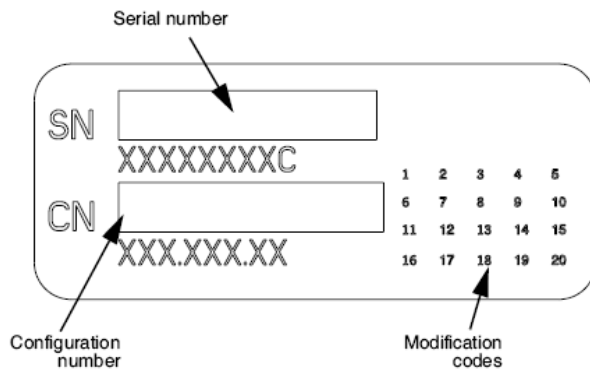 Serial number
SN
XXXXXXXXC
1 2 3 4 5
6 7 8 9 10
CN
11 12 13 14 15
XXX.XXX.XX
16 17 18 19 20
Configuration
number
Modification
codes